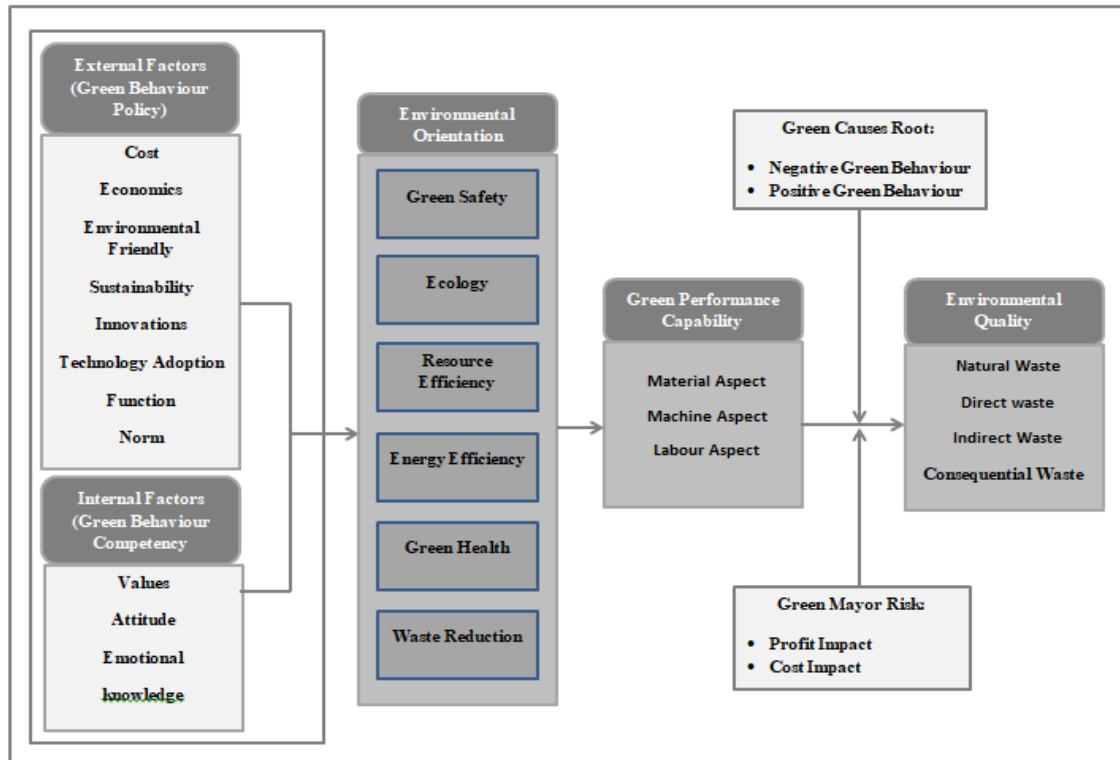 External Factors
(Green Behaviour
Policy)
Cost
Economics
Environmental
Friendly
Sustainability
Innovations
Technology Adoption
Function
Norm
Internal Factors
(Green Behaviour
Competency
Values
Attitude
Emotional
knowledge
Environmental
Orientation
Green Safety
Ecology
Resource
Efficiency
Energy Efficiency
Green Health
Waste Reduction
Green Performance
Capability
Material Aspect
Machine Aspect
Labour Aspect
Green Causes Root:
• Negative Green Behaviour
• Positive Green Behaviour
Environmental
Quality
Natural Waste
Direct waste
Indirect Waste
Consequential Waste
Green Mayor Risk:
• Profit Impact
• Cost Impact